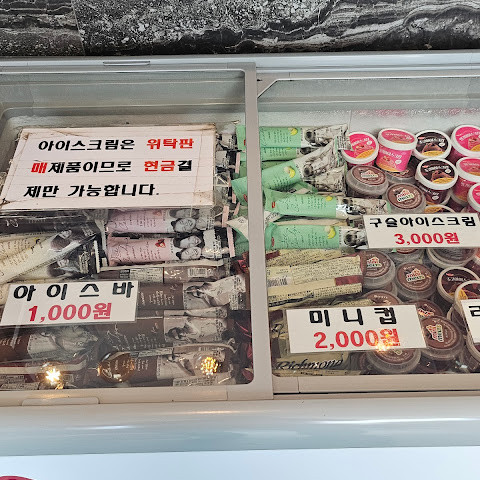 아이스크림은 위탁판
매제품이므로 현금결
제만 가능합니다.
구슬아이스크림
3,000원
아이스바
1,000원
미니컵
2,000원
Richmond